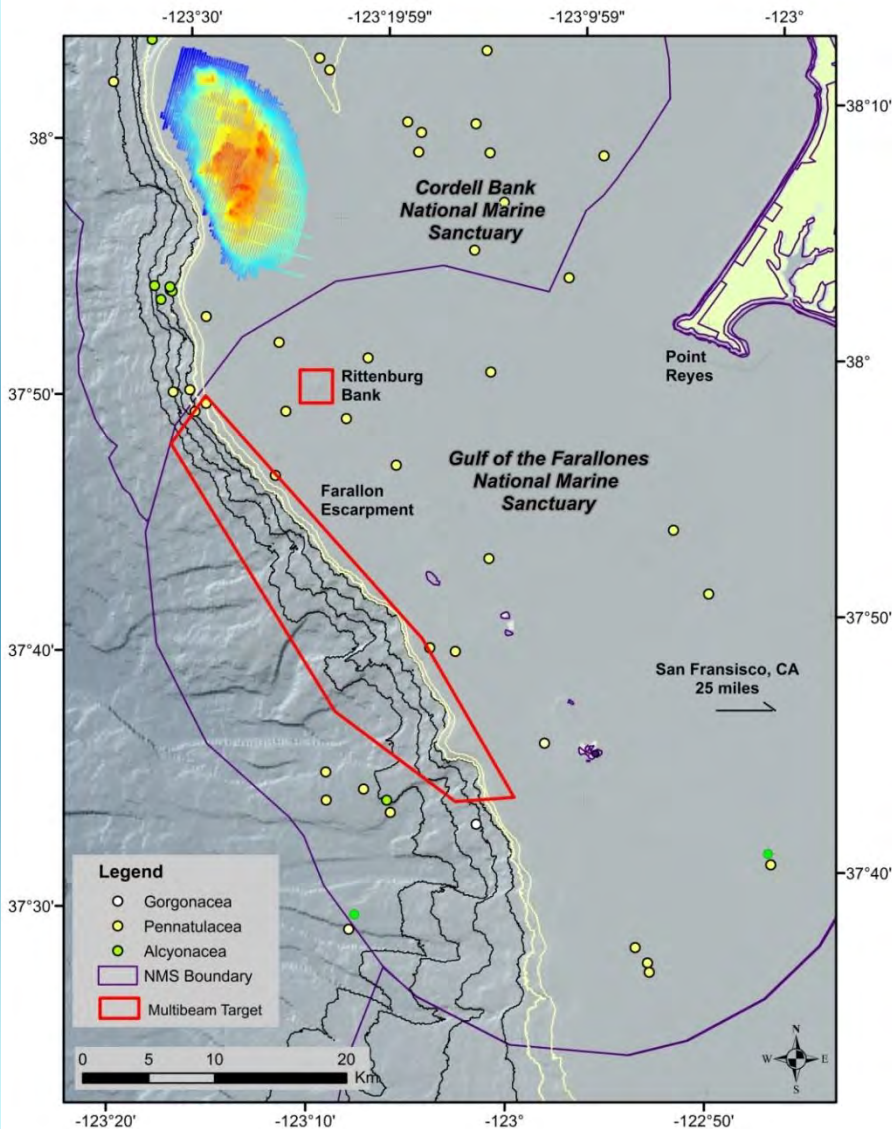 -123°30'
-123°19'59"
-123°9'59"
-123°
38°
37°50'
37°40'
37°30'
38°10'
38°
37°50'
37°40'
Cordell Bank
National Marine
Sanctuary
Point
Reyes
Rittenburg
Bank
Gulf of the Farallones
National Marine
Sanctuary
Farallon
Escarpment
San Fransisco, CA
25 miles
Legend
Gorgonacea
Pennatulacea
Alcyonacea
NMS Boundary
Multibeam Target
0 5 10 20
Km
N
W E
S
-123°20'
-123°10'
-123°
-122°50'